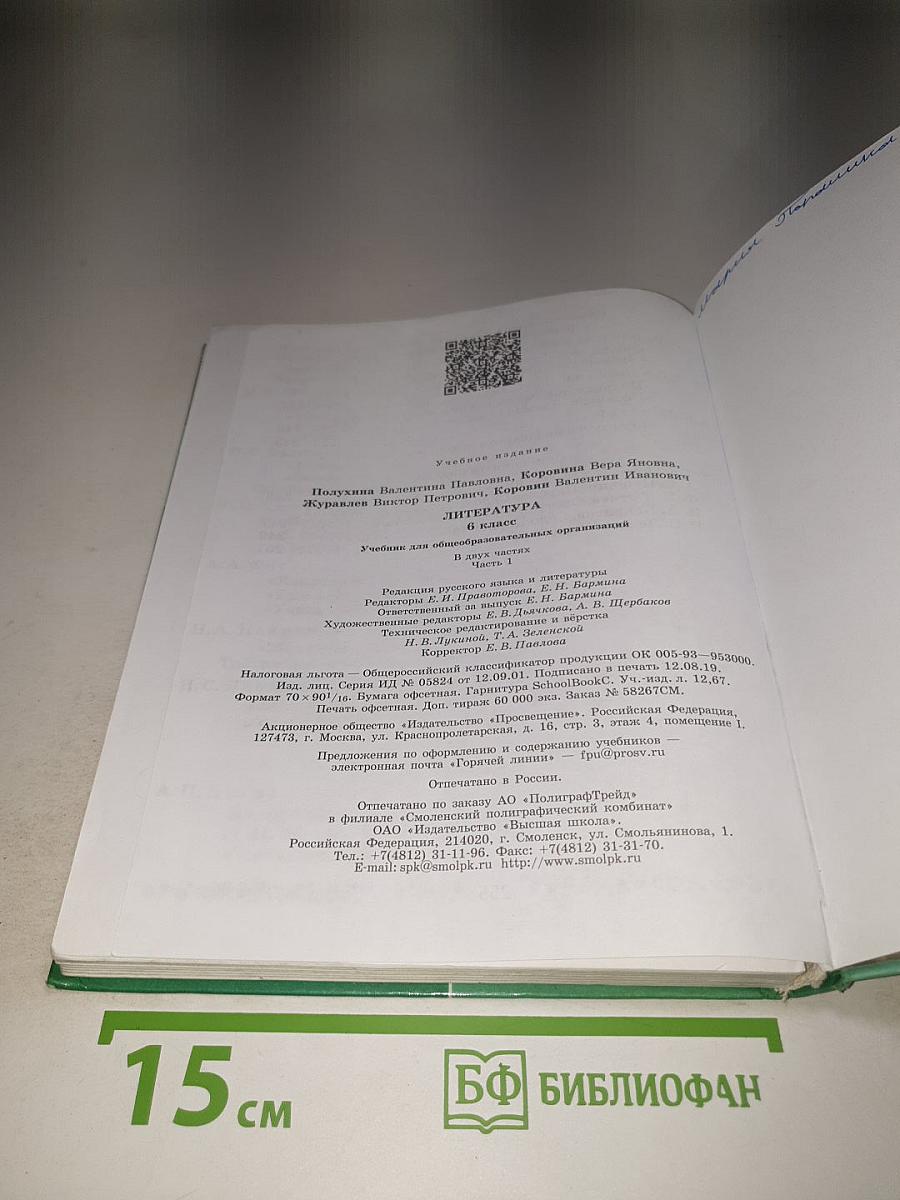 Мария Паролина
Учебное издание
Полухина Валентина Павловна, Коровина Вера Яновна,
Журавлев Виктор Петрович, Коровин Валентин Иванович
ЛИТЕРАТУРА
6 класс
Учебник для общеобразовательных организаций
В двух частях
Часть 1
Редакция русского языка и литературы
Редакторы Е. И. Правоторова, Е. Н. Бармина
Ответственный за выпуск Е. Н. Бармина
Художественные редакторы Е. В. Дьячкова, А. В. Щербаков
Техническое редактирование и вёрстка
Н. В. Лукиной, Т. А. Зеленской
Корректор Е. В. Павлова
Налоговая льгота — Общероссийский классификатор продукции ОК 005-93—953000.
Изд. лиц. Серия ИД № 05824 от 12.09.01. Подписано в печать 12.08.19.
Формат 70 × 90 1/16. Бумага офсетная. Гарнитура SchoolBookC. Уч.-изд. л. 12,67.
Печать офсетная. Доп. тираж 60 000 экз. Заказ № 58267СМ.
Акционерное общество «Издательство «Просвещение». Российская Федерация,
127473, г. Москва, ул. Краснопролетарская, д. 16, стр. 3, этаж 4, помещение I.
Предложения по оформлению и содержанию учебников —
электронная почта «Горячей линии» — fpu@prosv.ru
Отпечатано в России.
Отпечатано по заказу АО «ПолиграфТрейд»
в филиале «Смоленский полиграфический комбинат»
ОАО «Издательство «Высшая школа».
Российская Федерация, 214020, г. Смоленск, ул. Смольянинова, 1.
Тел.: +7(4812) 31-11-96. Факс: +7(4812) 31-31-70.
E-mail: spk@smolpk.ru http://www.smolpk.ru
15 см
БФ БИБЛИОФАН